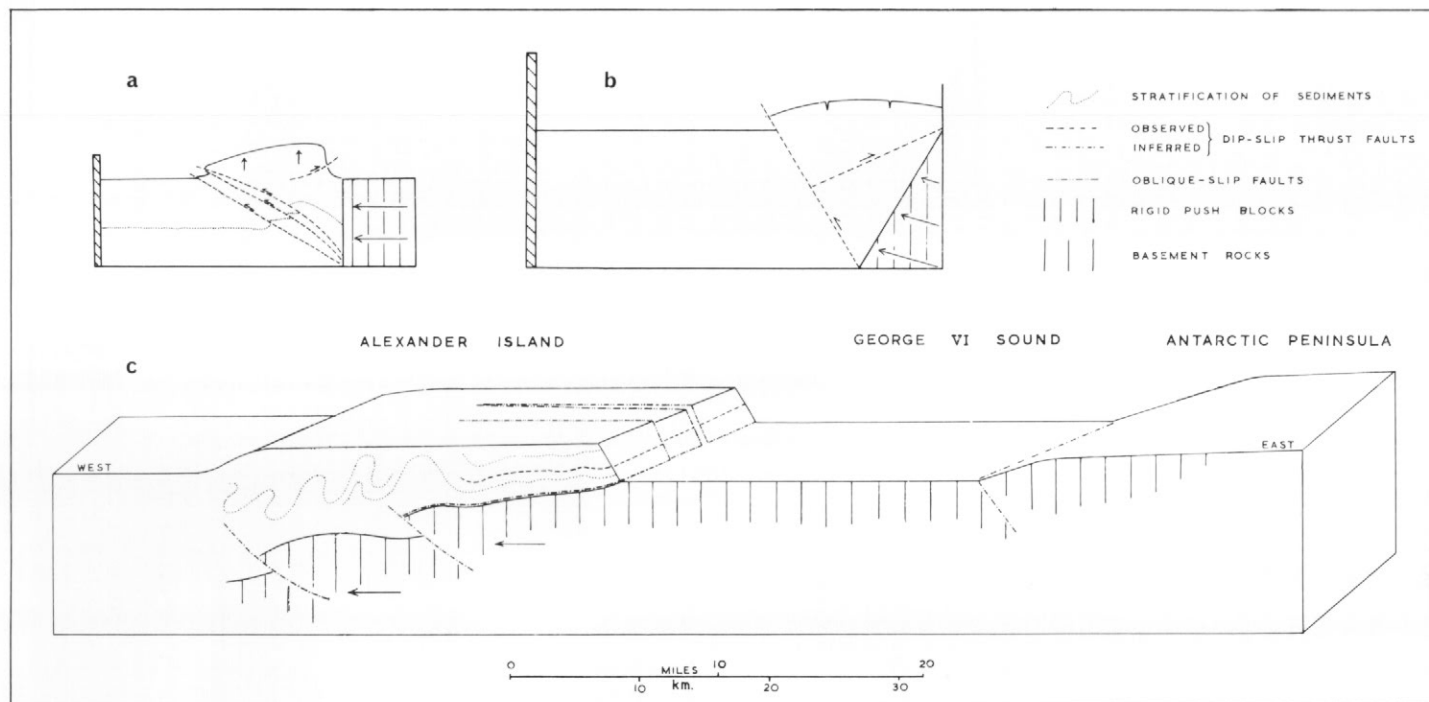 a
b
STRATIFICATION OF SEDIMENTS
OBSERVED
INFERRED
DIP-SLIP THRUST FAULTS
OBLIQUE-SLIP FAULTS
RIGID PUSH BLOCKS
BASEMENT ROCKS
ALEXANDER ISLAND
GEORGE VI SOUND
ANTARCTIC PENINSULA
c
WEST
EAST
0 MILES 10 20
10 km. 20 30